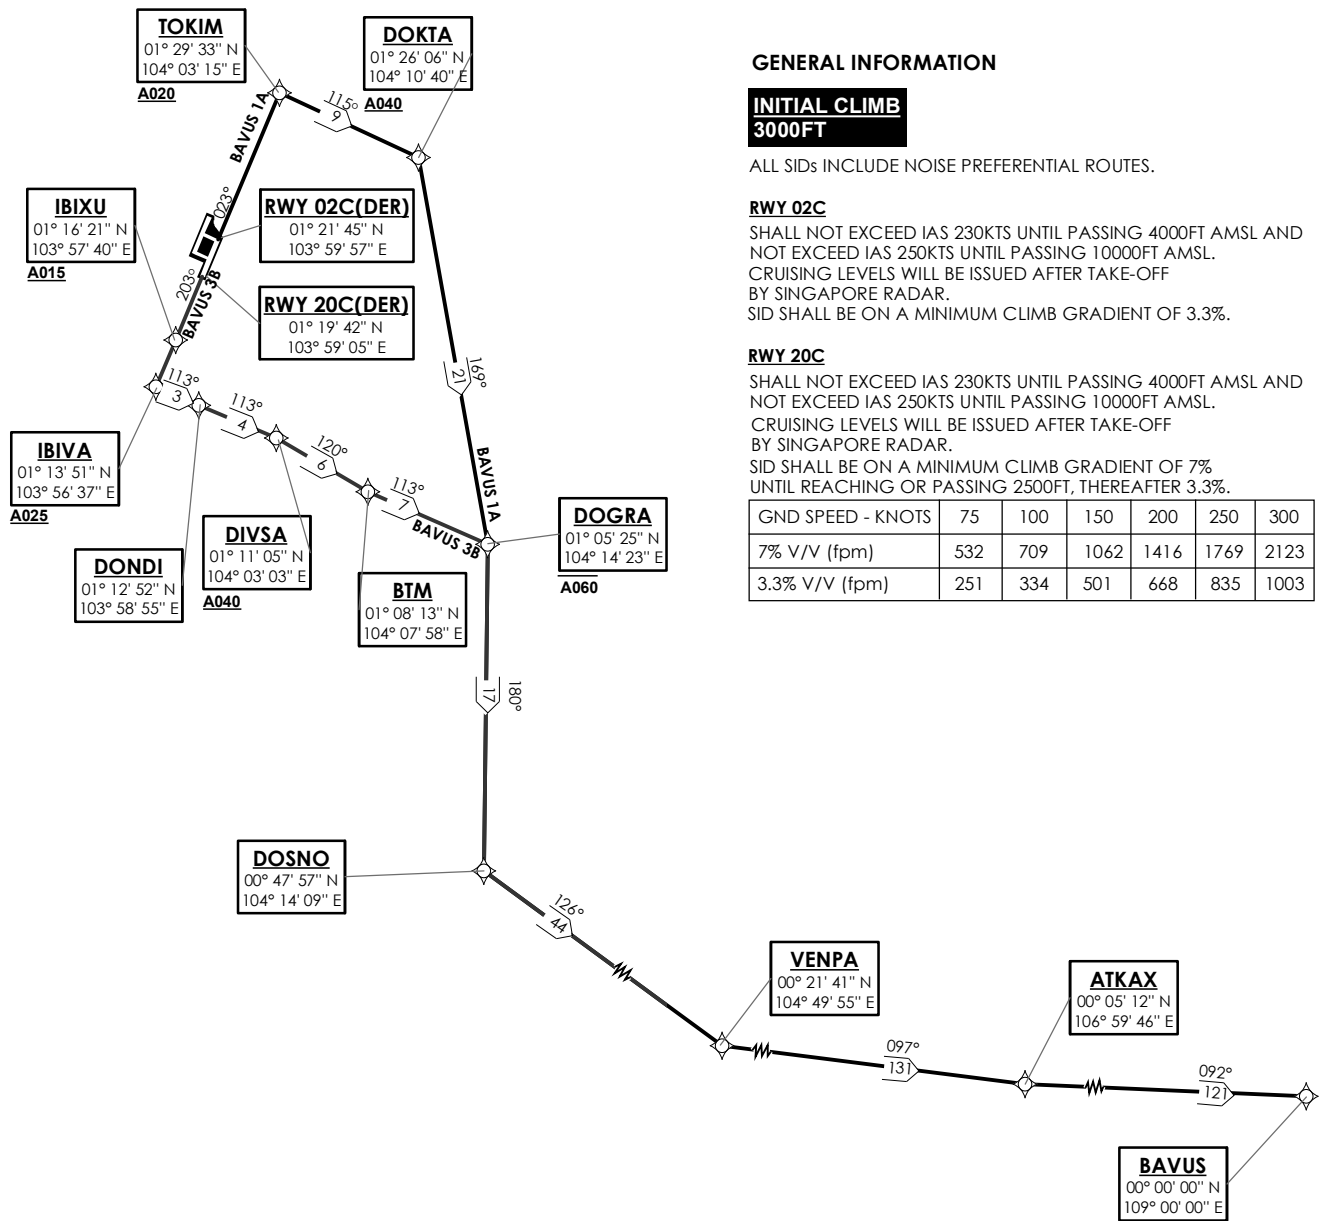 TOKIM
01° 29' 33" N
104° 03' 15" E
A020
DOKTA
01° 26' 06" N
104° 10' 40" E
A040
115°
9
BAVUS 1A
023°
IBIXU
01° 16' 21" N
103° 57' 40" E
A015
RWY 02C(DER)
01° 21' 45" N
103° 59' 57" E
203°
BAVUS 3B
RWY 20C(DER)
01° 19' 42" N
103° 59' 05" E
169°
21
BAVUS 1A
113°
3
113°
4
120°
6
113°
7
BAVUS 3B
IBIVA
01° 13' 51" N
103° 56' 37" E
A025
DONDI
01° 12' 52" N
103° 58' 55" E
DIVSA
01° 11' 05" N
104° 03' 03" E
A040
BTM
01° 08' 13" N
104° 07' 58" E
DOGRA
01° 05' 25" N
104° 14' 23" E
A060
17
180°
DOSNO
00° 47' 57" N
104° 14' 09" E
126°
44
VENPA
00° 21' 41" N
104° 49' 55" E
097°
131
ATKAX
00° 05' 12" N
106° 59' 46" E
092°
121
BAVUS
00° 00' 00" N
109° 00' 00" E
GENERAL INFORMATION
INITIAL CLIMB
3000FT
ALL SIDs INCLUDE NOISE PREFERENTIAL ROUTES.
RWY 02C
SHALL NOT EXCEED IAS 230KTS UNTIL PASSING 4000FT AMSL AND
NOT EXCEED IAS 250KTS UNTIL PASSING 10000FT AMSL.
CRUISING LEVELS WILL BE ISSUED AFTER TAKE-OFF
BY SINGAPORE RADAR.
SID SHALL BE ON A MINIMUM CLIMB GRADIENT OF 3.3%.
RWY 20C
SHALL NOT EXCEED IAS 230KTS UNTIL PASSING 4000FT AMSL AND
NOT EXCEED IAS 250KTS UNTIL PASSING 10000FT AMSL.
CRUISING LEVELS WILL BE ISSUED AFTER TAKE-OFF
BY SINGAPORE RADAR.
SID SHALL BE ON A MINIMUM CLIMB GRADIENT OF 7%
UNTIL REACHING OR PASSING 2500FT, THEREAFTER 3.3%.
GND SPEED - KNOTS 75 100 150 200 250 300
7% V/V (fpm) 532 709 1062 1416 1769 2123
3.3% V/V (fpm) 251 334 501 668 835 1003